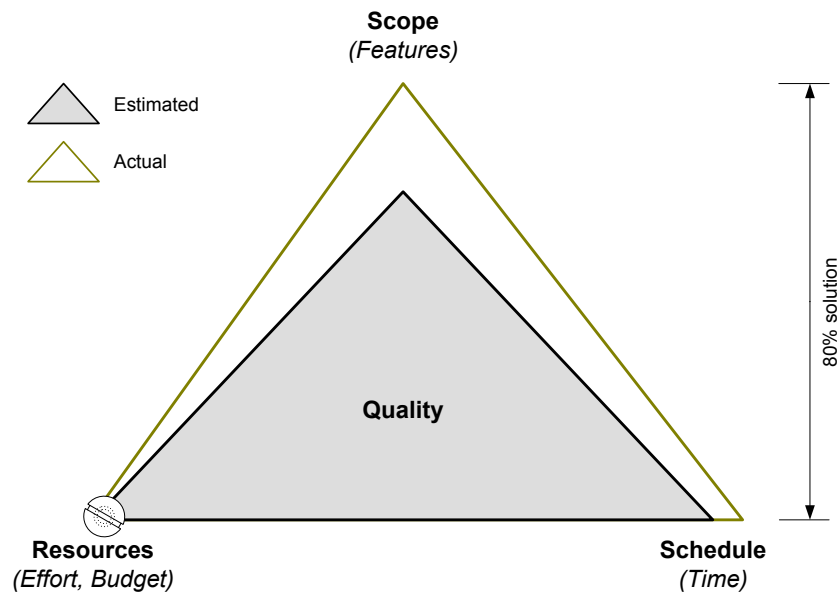 Scope
(Features)
Estimated
Actual
80% solution
Quality
Resources
(Effort, Budget)
Schedule
(Time)